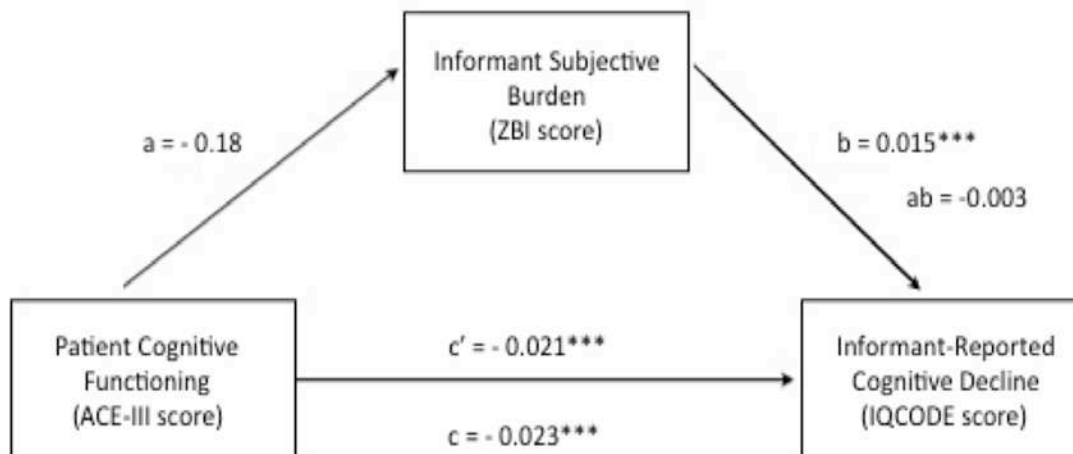 Informant Subjective
Burden
(ZBI score)
a = - 0.18
b = 0.015***
ab = -0.003
Patient Cognitive
Functioning
(ACE-III score)
c’ = - 0.021***
c = - 0.023***
Informant-Reported
Cognitive Decline
(IQCODE score)